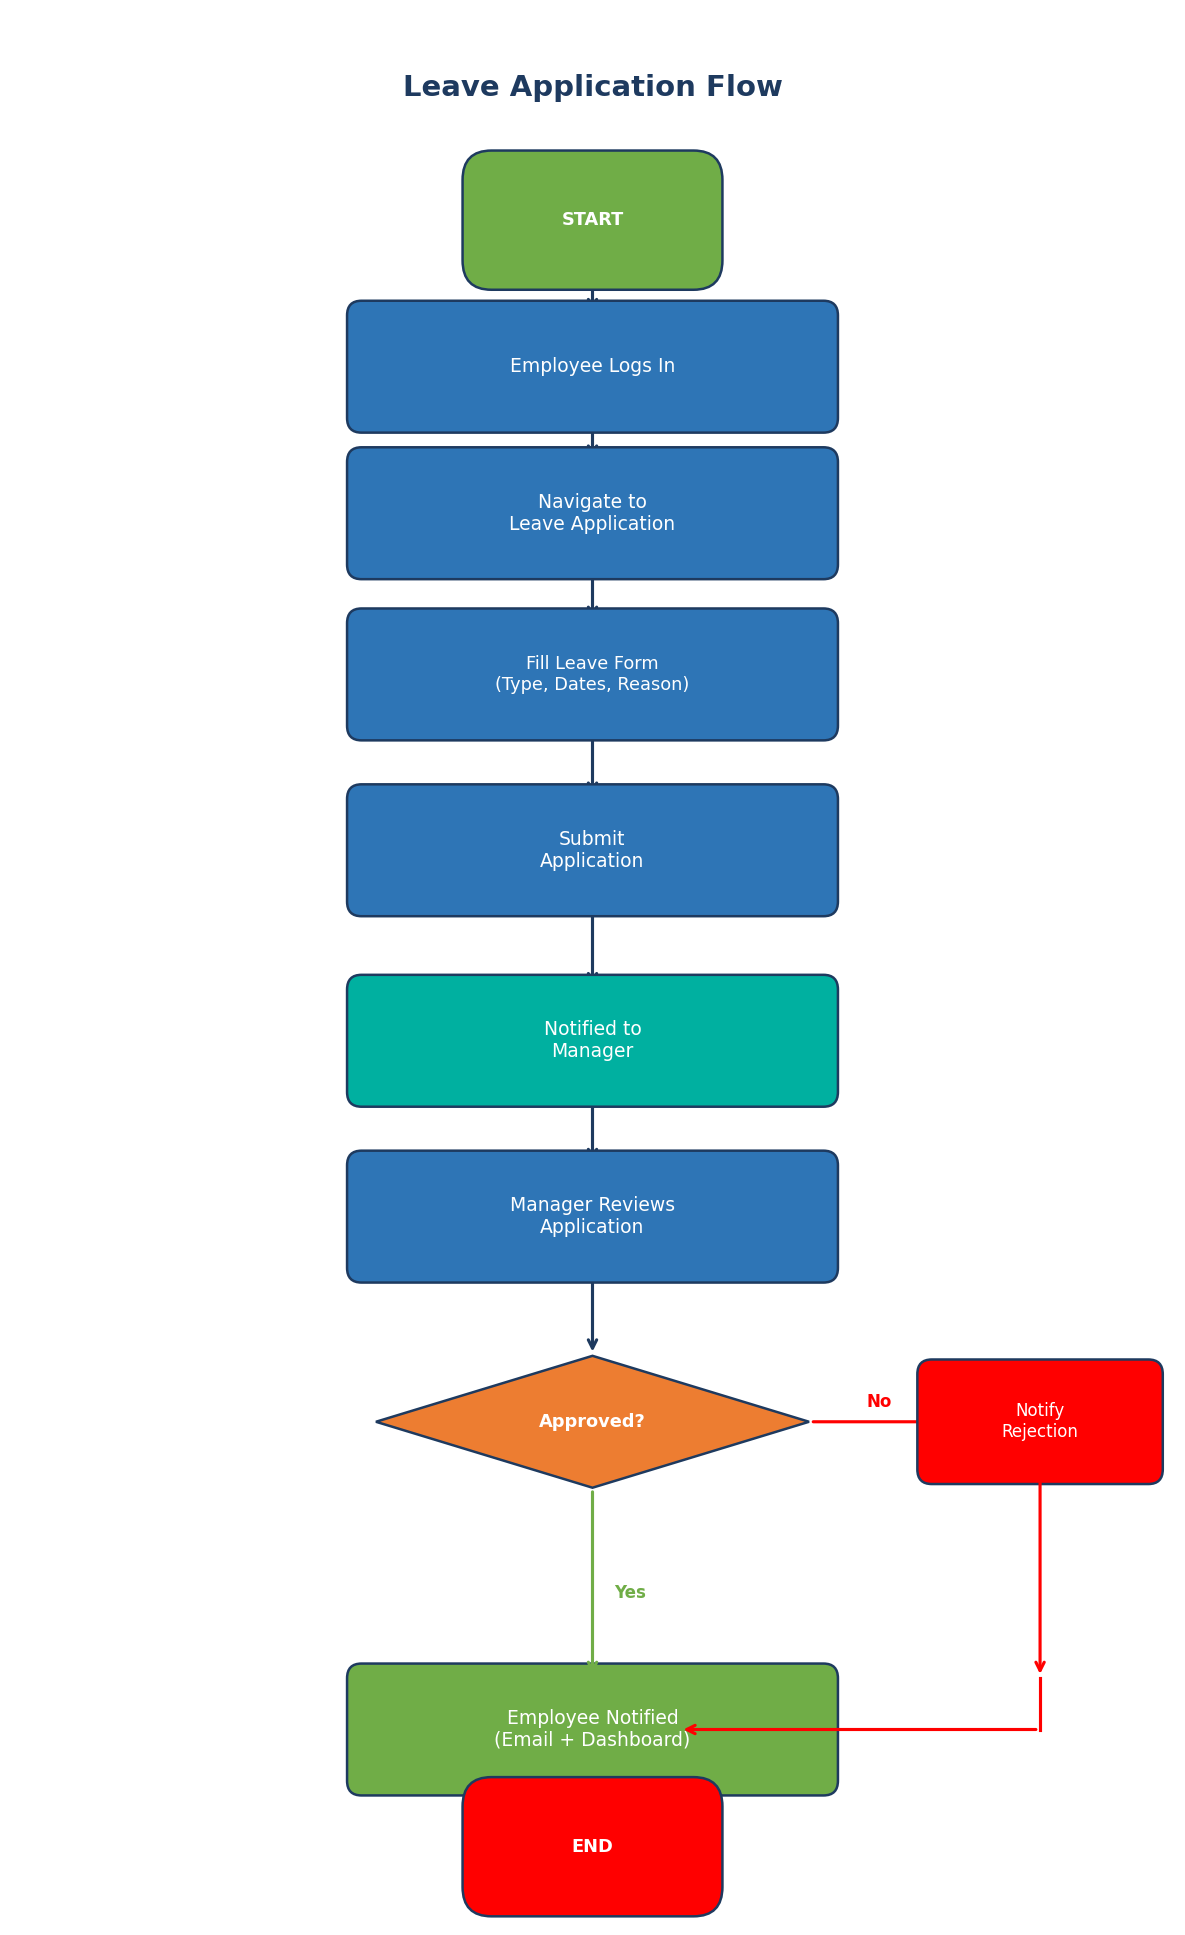 Leave Application Flow
START
Employee Logs In
Navigate to
Leave Application
Fill Leave Form
(Type, Dates, Reason)
Submit
Application
Notified to
Manager
Manager Reviews
Application
Approved?
No
Notify
Rejection
Yes
Employee Notified
(Email + Dashboard)
END